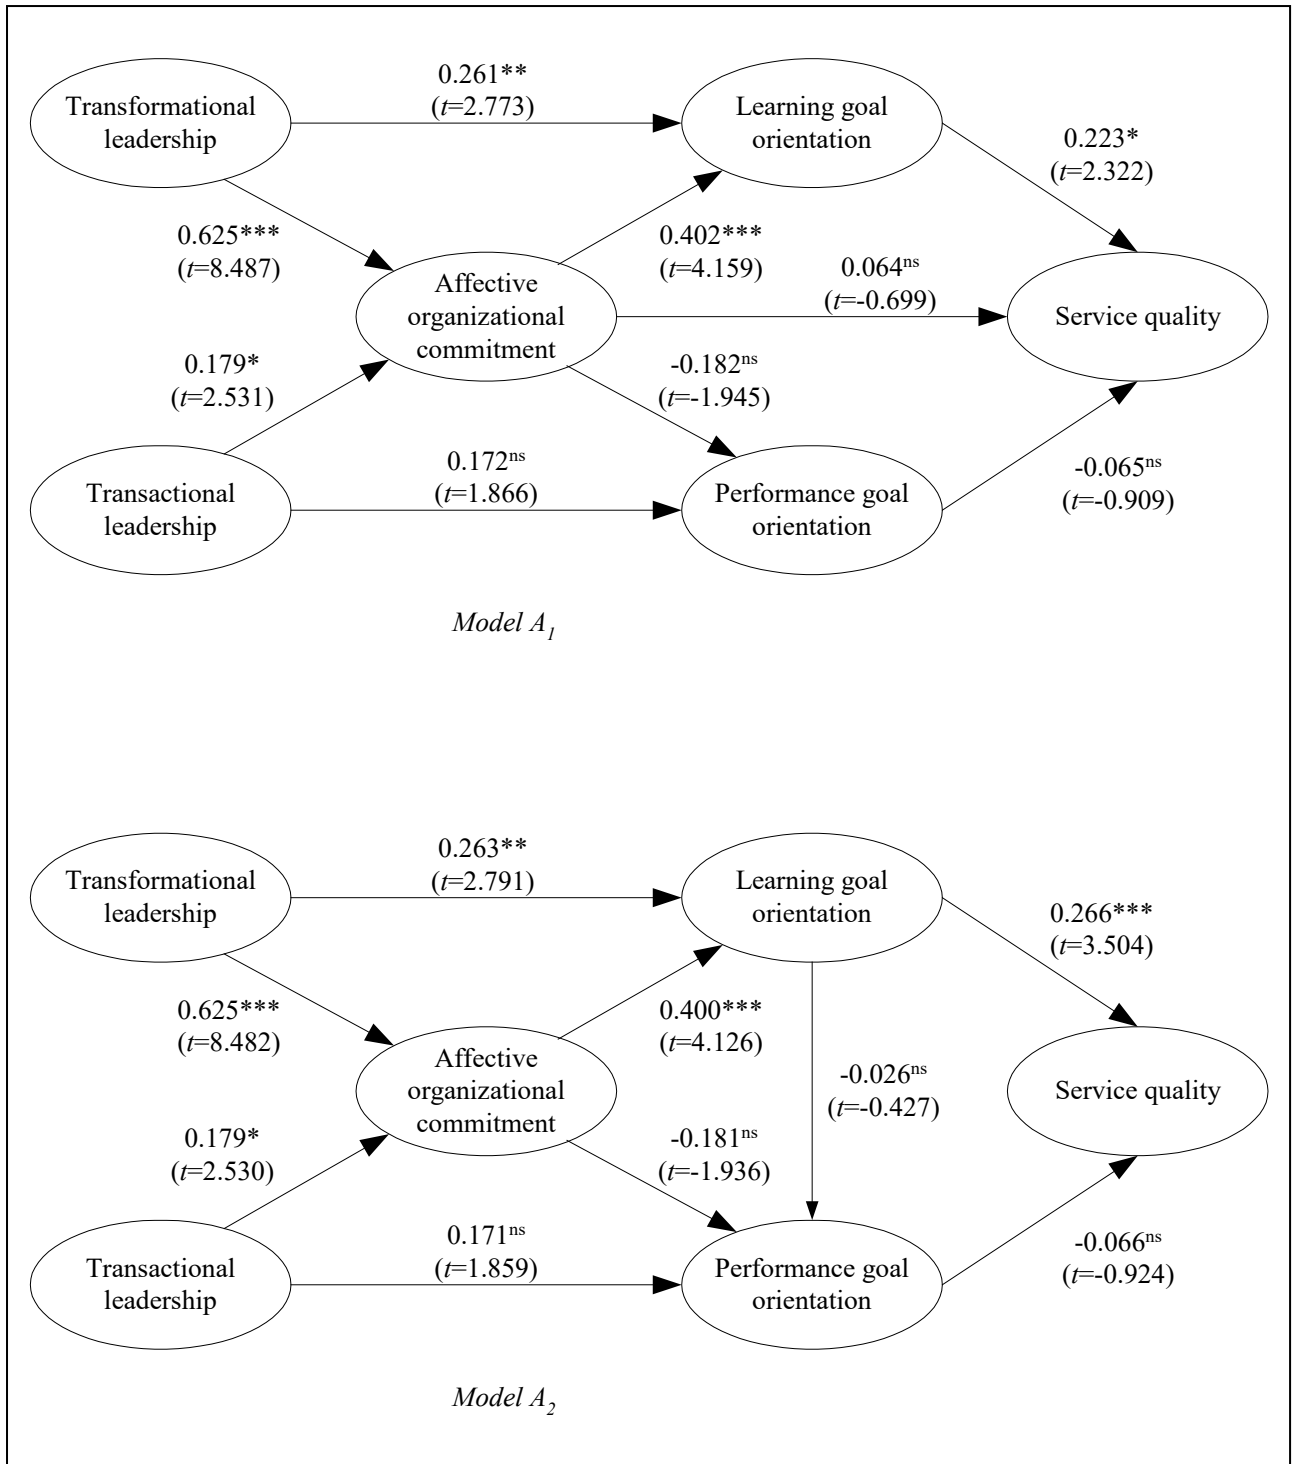 0.261**
(t=2.773)
Transformational
leadership
Learning goal
orientation
0.223*
(t=2.322)
0.625***
(t=8.487)
0.402***
(t=4.159)
0.064ns
(t=-0.699)
Affective
organizational
commitment
Service quality
0.179*
(t=2.531)
-0.182ns
(t=-1.945)
0.172ns
(t=1.866)
-0.065ns
(t=-0.909)
Transactional
leadership
Performance goal
orientation
Model A1
0.263**
(t=2.791)
Transformational
leadership
Learning goal
orientation
0.266***
(t=3.504)
0.625***
(t=8.482)
0.400***
(t=4.126)
Affective
organizational
commitment
-0.026ns
(t=-0.427)
Service quality
0.179*
(t=2.530)
-0.181ns
(t=-1.936)
0.171ns
(t=1.859)
-0.066ns
(t=-0.924)
Transactional
leadership
Performance goal
orientation
Model A2